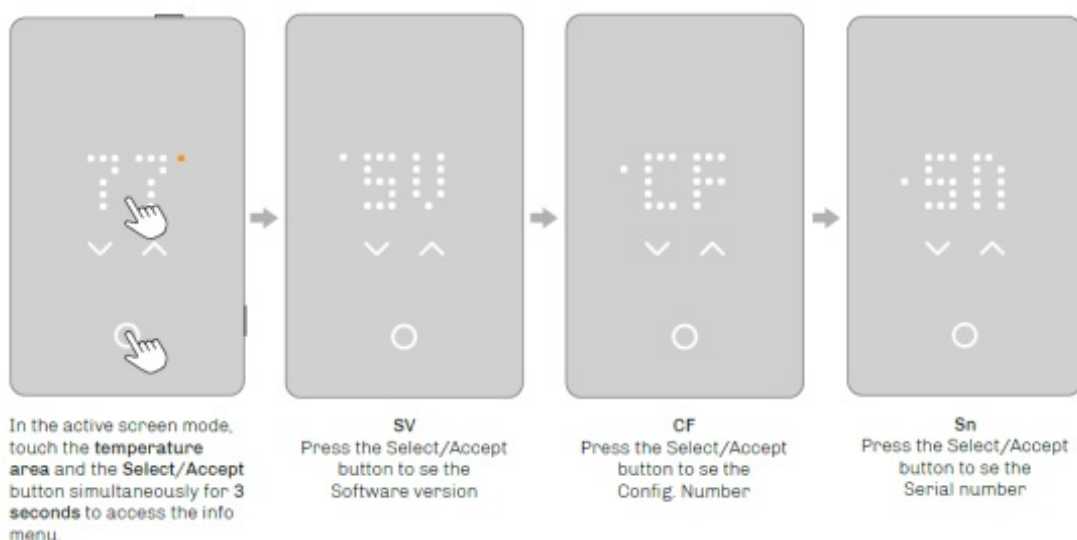 77
SV
CF
Sn
In the active screen mode,
touch the temperature
area and the Select/Accept
button simultaneously for 3
seconds to access the info
menu.
SV
Press the Select/Accept
button to se the
Software version
CF
Press the Select/Accept
button to se the
Config. Number
Sn
Press the Select/Accept
button to se the
Serial number